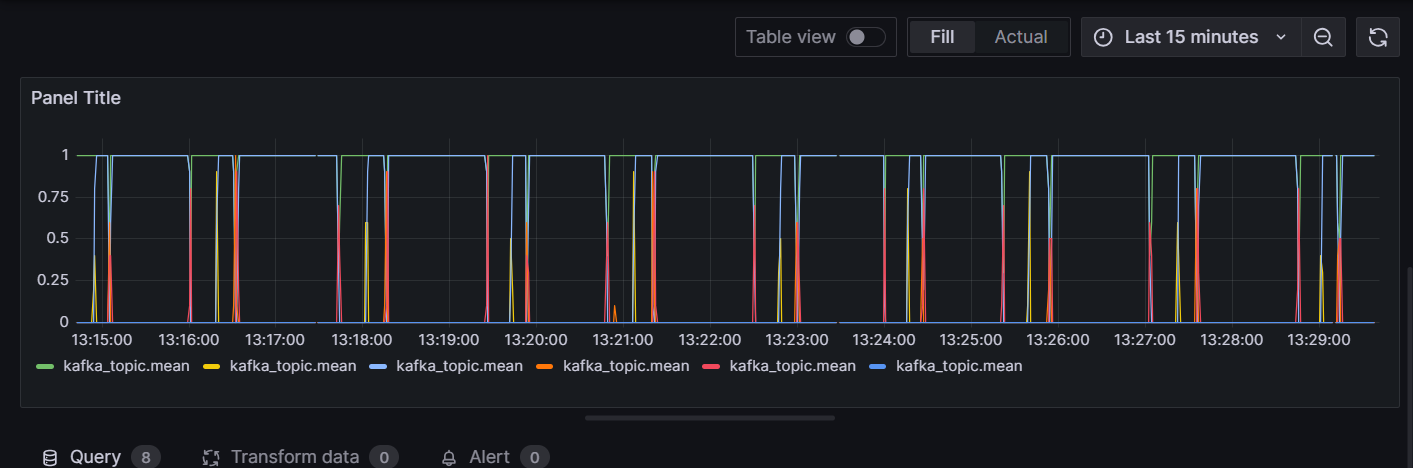 Table view Fill Actual Last 15 minutes
Panel Title
1
0.75
0.5
0.25
0
13:15:00 13:16:00 13:17:00 13:18:00 13:19:00 13:20:00 13:21:00 13:22:00 13:23:00 13:24:00 13:25:00 13:26:00 13:27:00 13:28:00 13:29:00
kafka_topic.mean kafka_topic.mean kafka_topic.mean kafka_topic.mean kafka_topic.mean kafka_topic.mean
Query 8 Transform data 0 Alert 0